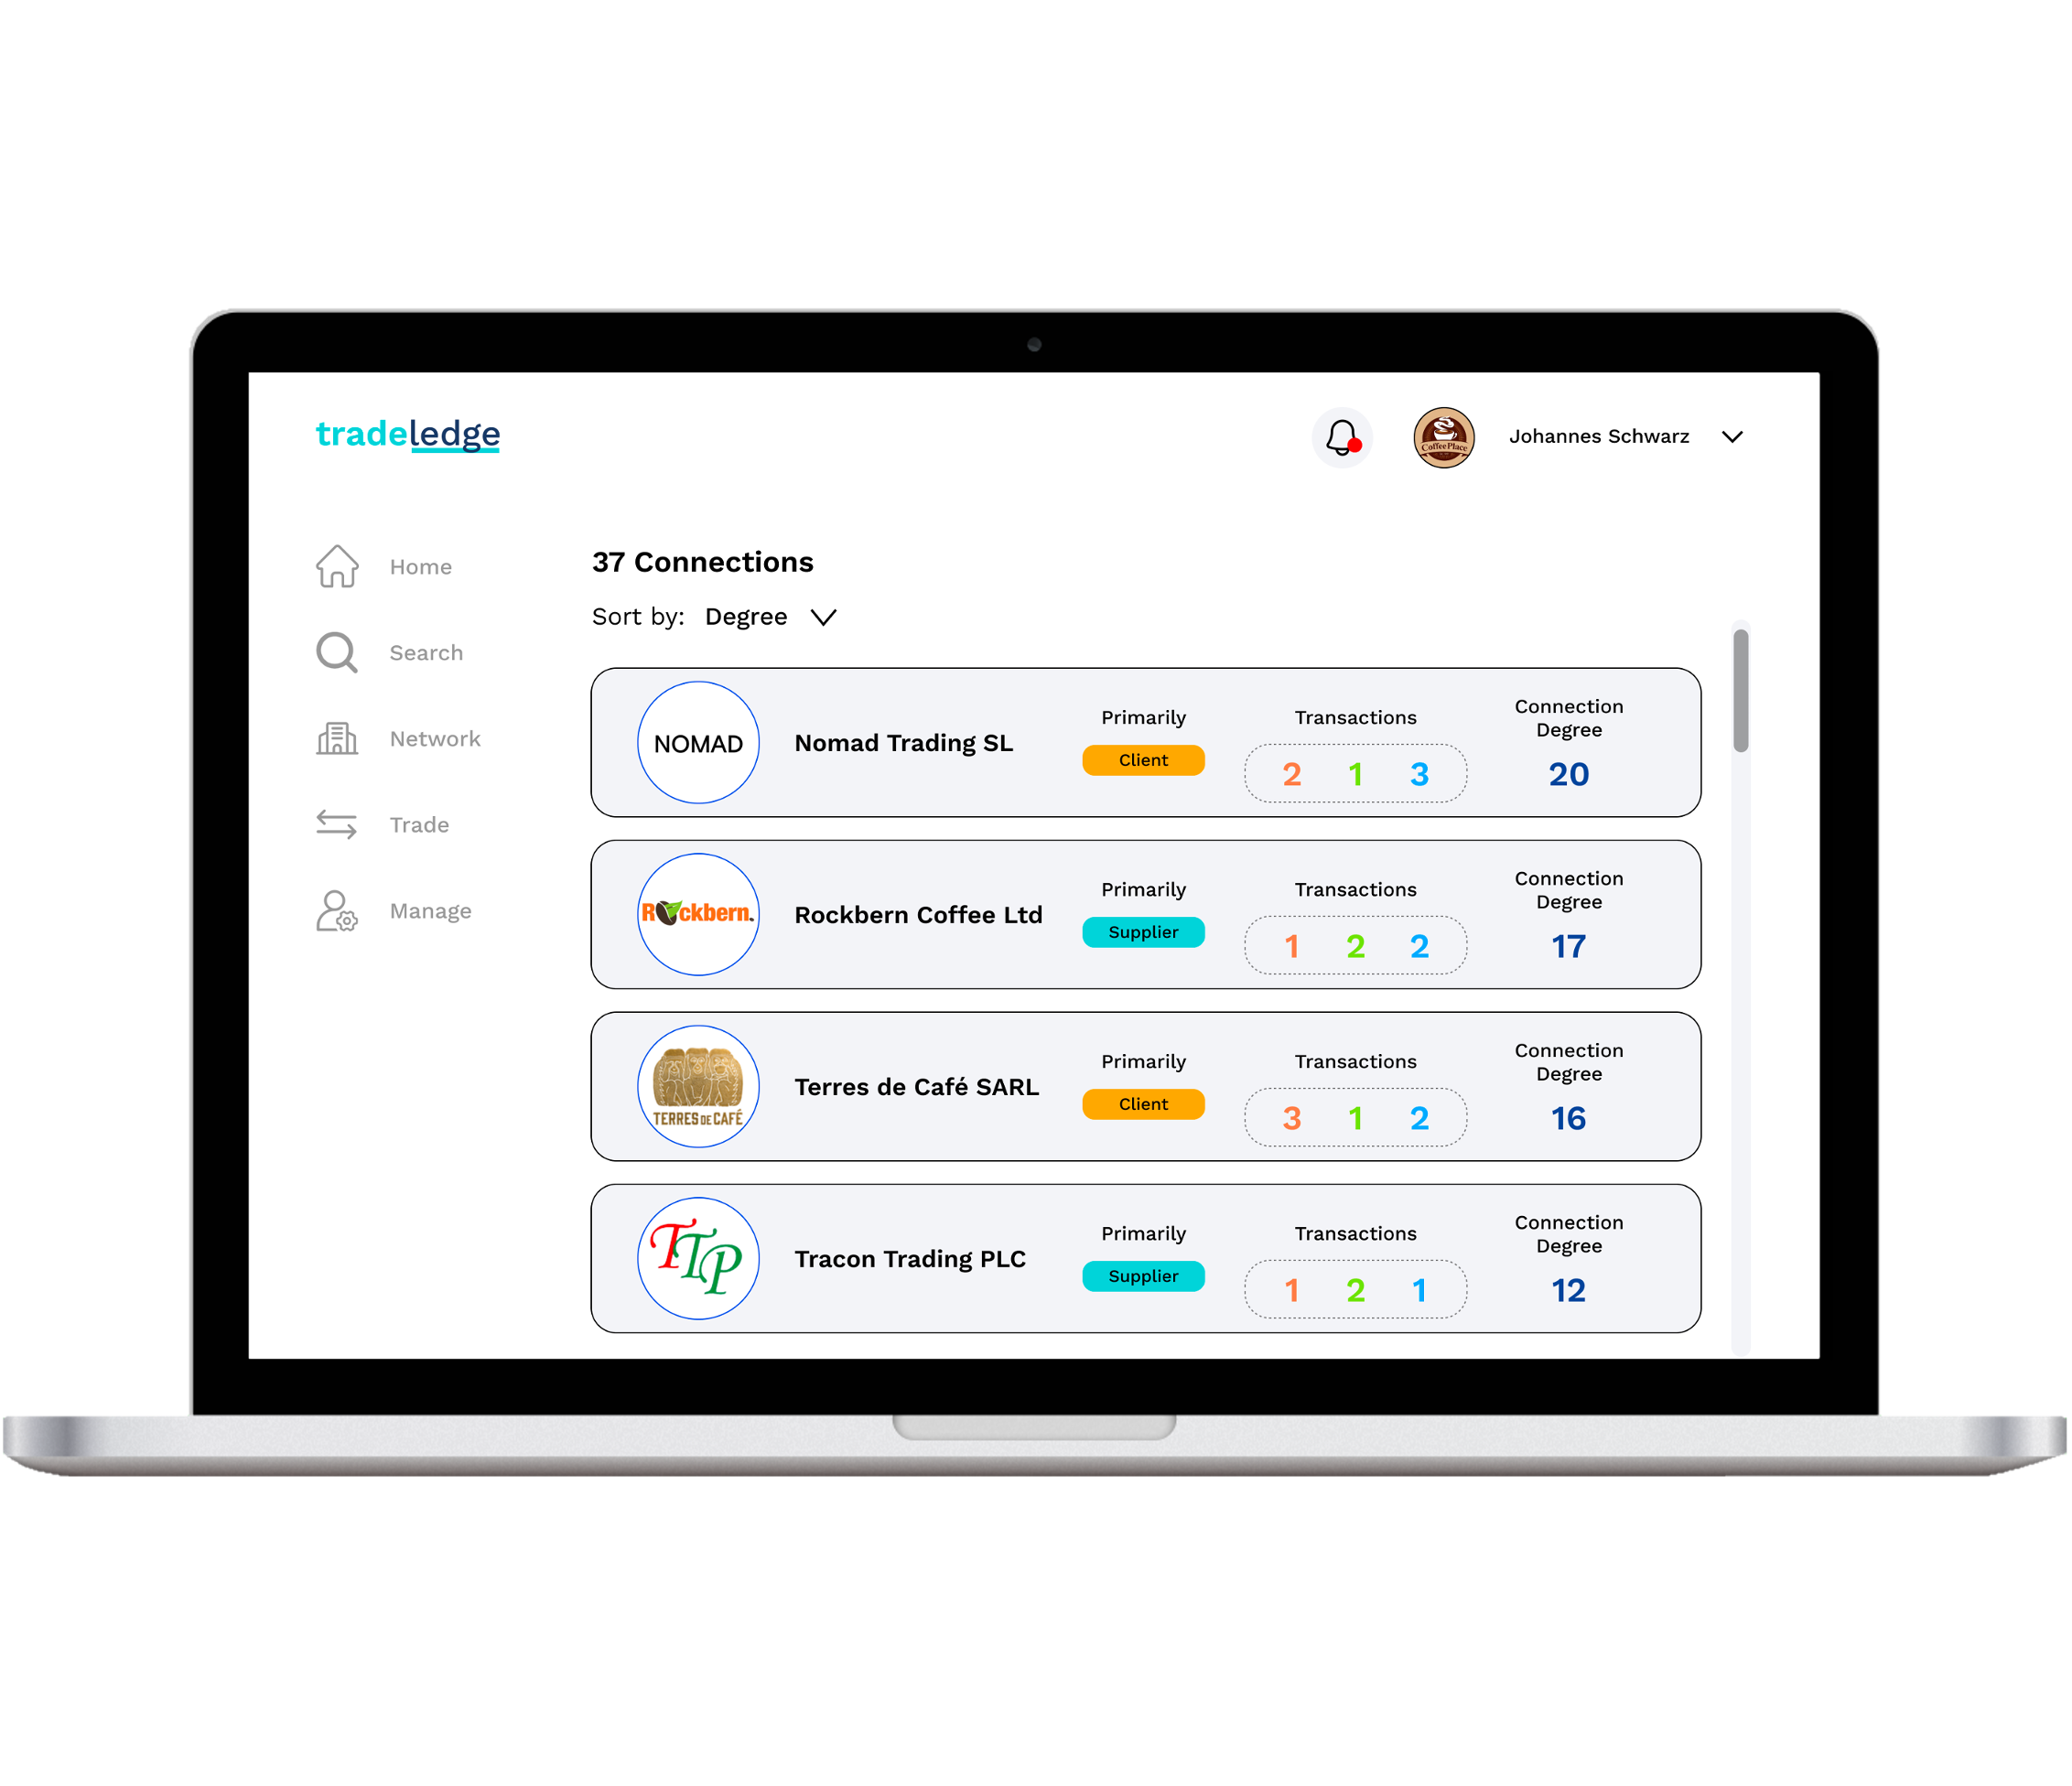 tradeledge
Coffee Place
Johannes Schwarz
Home
Search
Network
Trade
Manage
37 Connections
Sort by: Degree
NOMAD
Nomad Trading SL
Primarily
Client
Transactions
2 1 3
Connection
Degree
20
Rockbern
Rockbern Coffee Ltd
Primarily
Supplier
Transactions
1 2 2
Connection
Degree
17
TERRES DE CAFÉ
Terres de Café SARL
Primarily
Client
Transactions
3 1 2
Connection
Degree
16
TTP
Tracon Trading PLC
Primarily
Supplier
Transactions
1 2 1
Connection
Degree
12